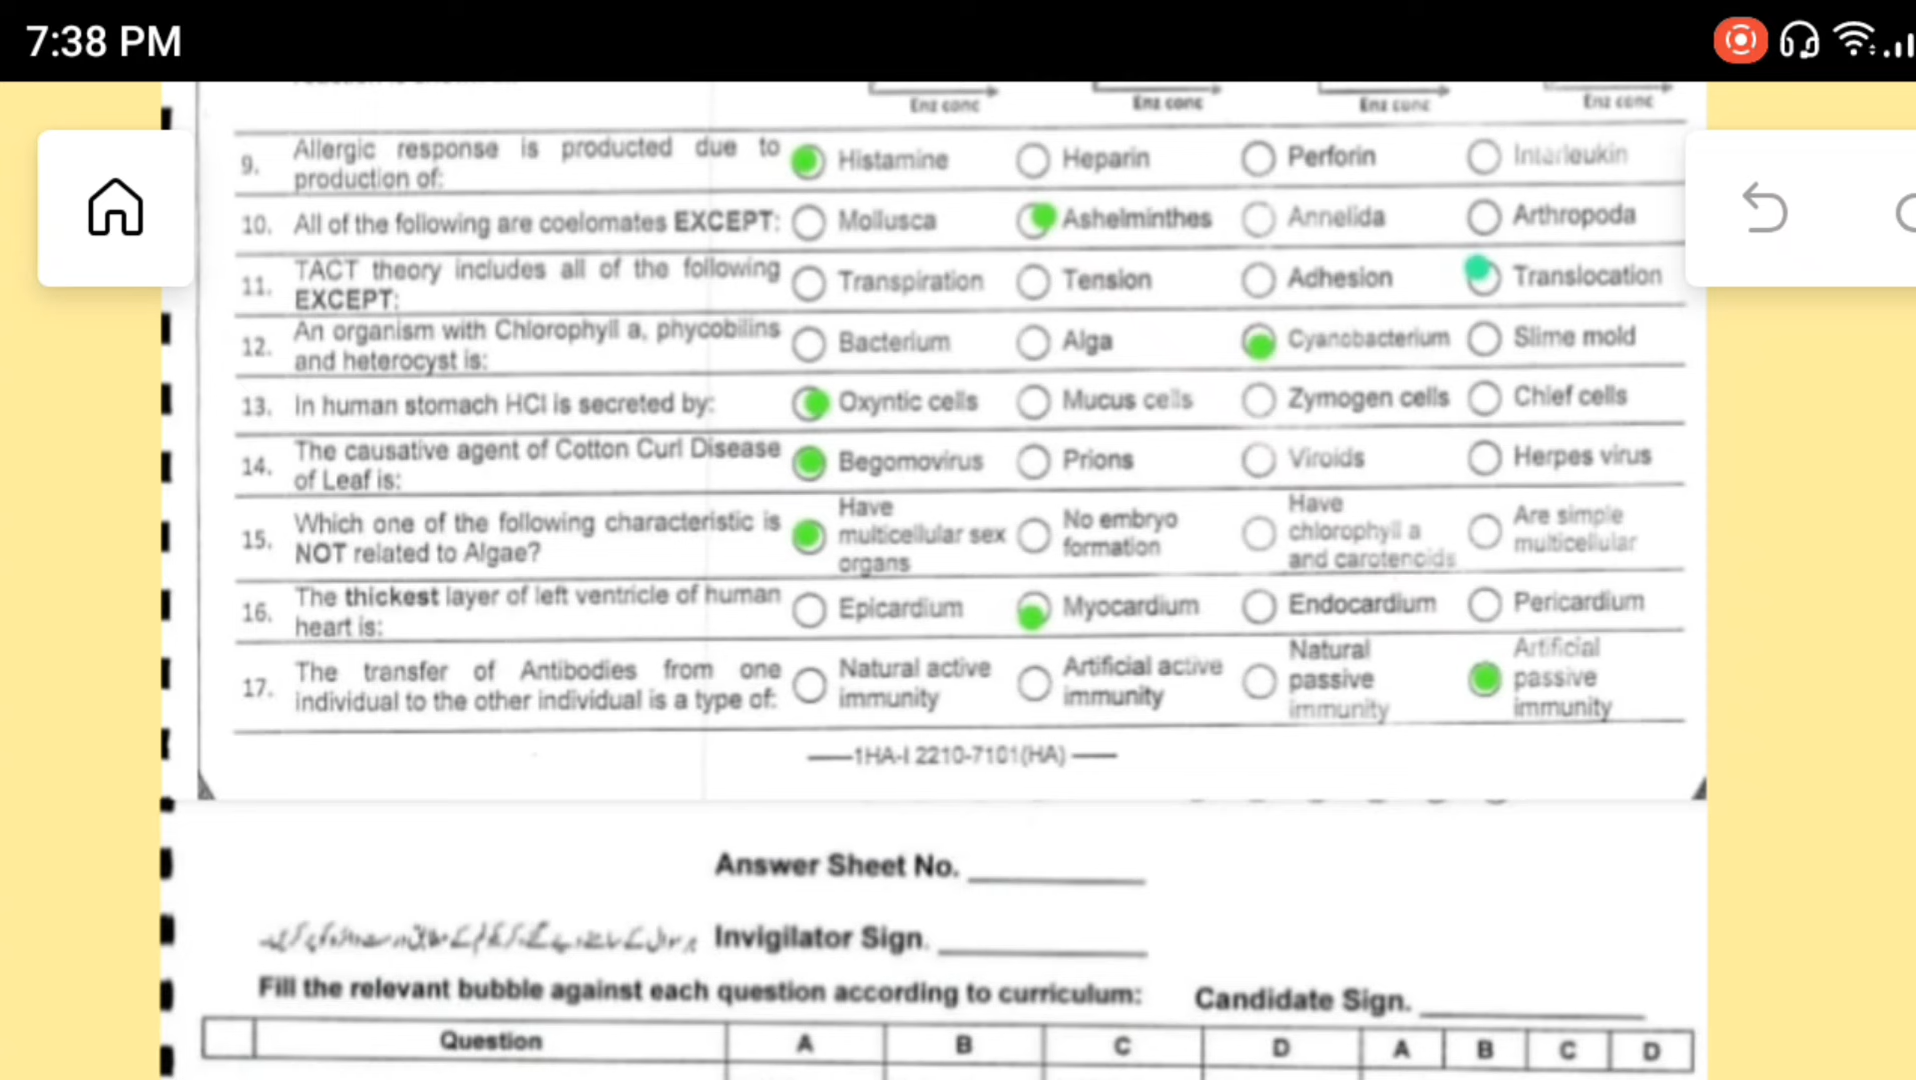 7:38 PM
Enz conc Enz conc Enz conc Enz conc
9. Allergic response is producted due to production of: Histamine Heparin Perforin Interleukin
10. All of the following are coelomates EXCEPT: Mollusca Ashelminthes Annelida Arthropoda
11. TACT theory includes all of the following EXCEPT: Transpiration Tension Adhesion Translocation
12. An organism with Chlorophyll a, phycobilins and heterocyst is: Bacterium Alga Cyanobacterium Slime mold
13. In human stomach HCl is secreted by: Oxyntic cells Mucus cells Zymogen cells Chief cells
14. The causative agent of Cotton Curl Disease of Leaf is: Begomovirus Prions Viroids Herpes virus
15. Which one of the following characteristic is NOT related to Algae? Have multicellular sex organs No embryo formation Have chlorophyll a and carotenoids Are simple multicellular
16. The thickest layer of left ventricle of human heart is: Epicardium Myocardium Endocardium Pericardium
17. The transfer of Antibodies from one individual to the other individual is a type of: Natural active immunity Artificial active immunity Natural passive immunity Artificial passive immunity
——1HA-I 2210-7101(HA) ——
Answer Sheet No.
Invigilator Sign.
Fill the relevant bubble against each question according to curriculum: Candidate Sign.
Question A B C D A B C D